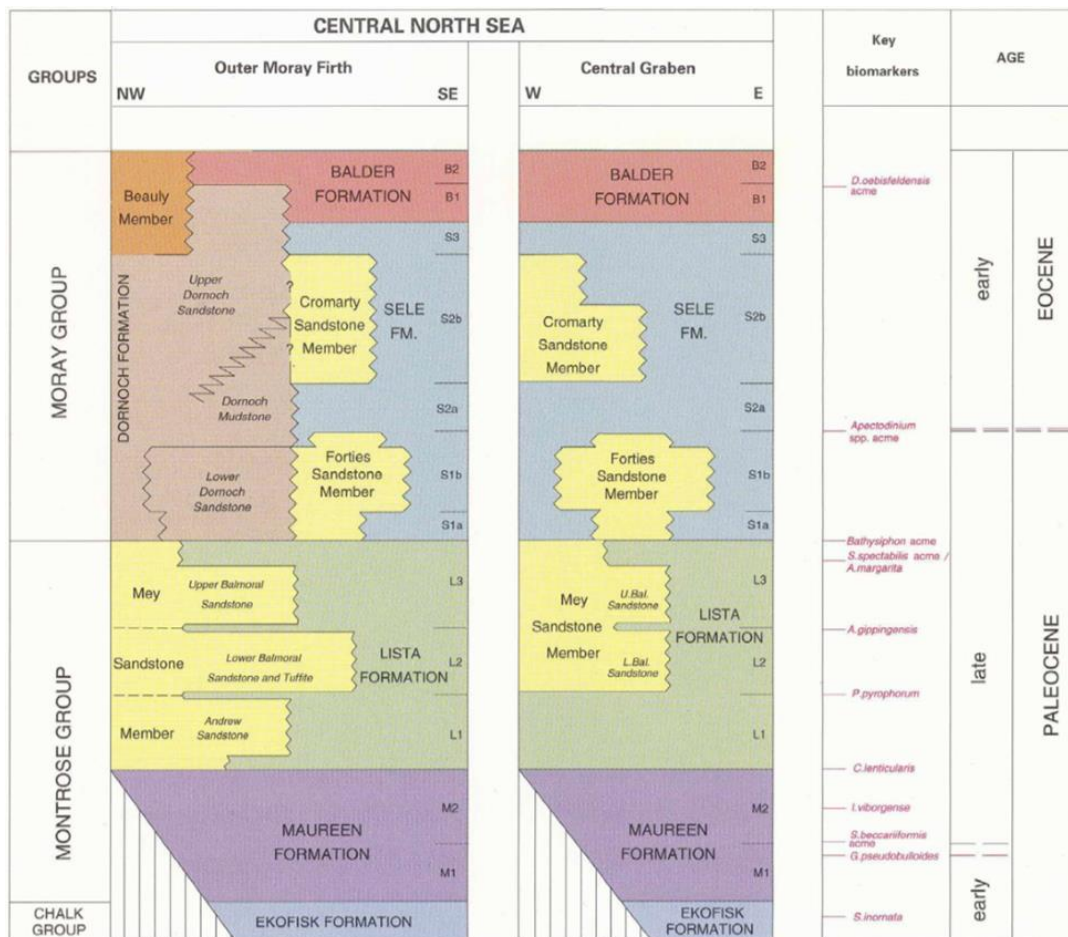 CENTRAL NORTH SEA
GROUPS
Outer Moray Firth
NW
SE
Central Graben
W
E
Key
biomarkers
AGE
MORAY GROUP
MONTROSE GROUP
CHALK
GROUP
Beauly
Member
BALDER
FORMATION
B2
B1
S3
DORNOCH FORMATION
Upper
Dornoch
Sandstone
?
?
Cromarty
Sandstone
Member
SELE
FM.
S2b
Dornoch
Mudstone
S2a
Lower
Dornoch
Sandstone
Forties
Sandstone
Member
S1b
S1a
Mey
Upper Balmoral
Sandstone
L3
Sandstone
Lower Balmoral
Sandstone and Tuffite
LISTA
FORMATION
L2
Member
Andrew
Sandstone
L1
MAUREEN
FORMATION
M2
M1
EKOFISK FORMATION
BALDER
FORMATION
B2
B1
S3
Cromarty
Sandstone
Member
SELE
FM.
S2b
S2a
Forties
Sandstone
Member
S1b
S1a
Mey
Sandstone
Member
U.Bal.
Sandstone
L.Bal.
Sandstone
LISTA
FORMATION
L3
L2
L1
MAUREEN
FORMATION
M2
M1
EKOFISK
FORMATION
D.oebisfeldensis
acme
Apectodinium
spp. acme
Bathysiphon acme
S.spectabilis acme /
A.margarita
A.gippingensis
P.pyrophorum
C.lenticularis
I.viborgense
S.beccariiformis
acme
G.pseudobulloides
S.inornata
early
late
early
EOCENE
PALEOCENE